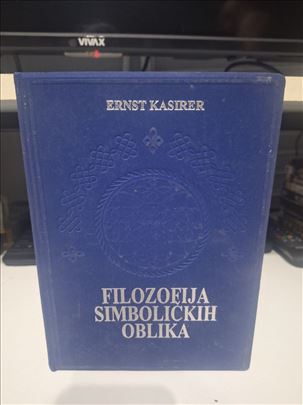 VIVAX
ERNST KASIRER
FILOZOFIJA
SIMBOLIČKIH
OBLIKA